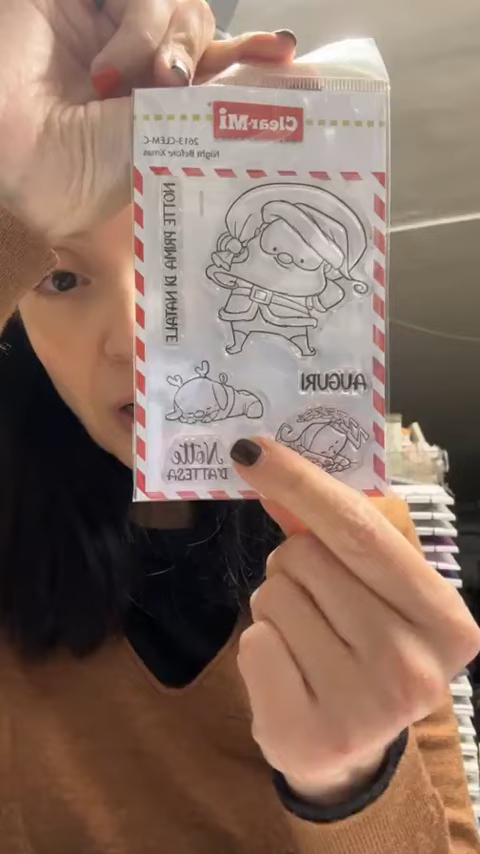 Clear-Mi
2613-CLEM-C
Night Before Xmas
NOTTE PRIMA DI NATALE
AUGURI
Notte
D'ATTESA